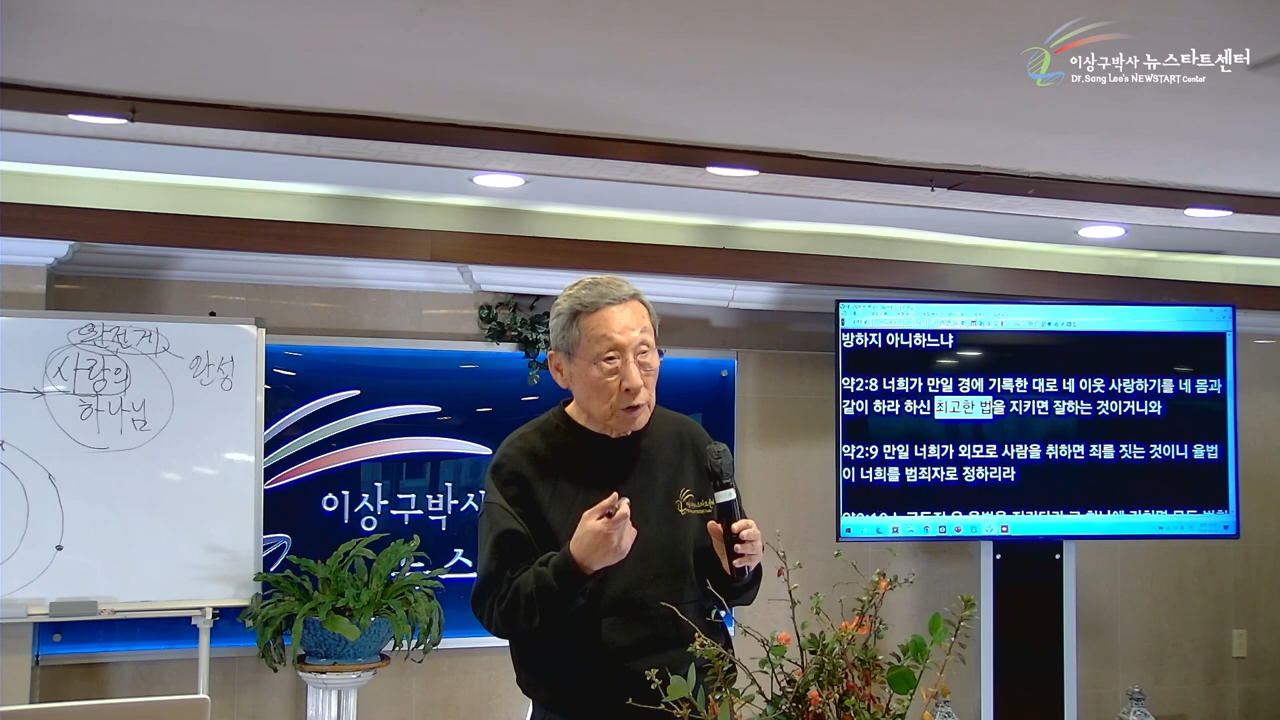 이상구박사 뉴스타트센터
Dr. Sang Lee's NEWSTART Center
완전계
사랑의
하나님
완성
이상구박사
방하지 아니하느냐
약2:8 너희가 만일 경에 기록한 대로 네 이웃 사랑하기를 네 몸과
같이 하라 하신 최고한 법을 지키면 잘하는 것이거니와
약2:9 만일 너희가 외모로 사람을 취하면 죄를 짓는 것이니 율법
이 너희를 범죄자로 정하리라